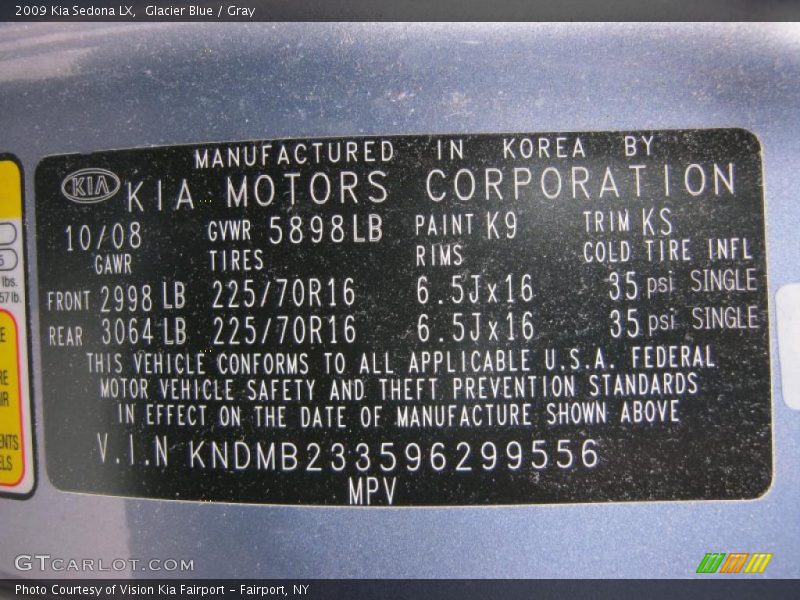 2009 Kia Sedona LX, Glacier Blue / Gray
MANUFACTURED IN KOREA BY
KIA KIA MOTORS CORPORATION
10/08 GVWR 5898LB PAINT K9 TRIM KS
GAWR TIRES RIMS COLD TIRE INFL
FRONT 2998 LB 225/70R16 6.5Jx16 35 psi SINGLE
REAR 3064 LB 225/70R16 6.5Jx16 35 psi SINGLE
THIS VEHICLE CONFORMS TO ALL APPLICABLE U.S.A. FEDERAL
MOTOR VEHICLE SAFETY AND THEFT PREVENTION STANDARDS
IN EFFECT ON THE DATE OF MANUFACTURE SHOWN ABOVE
V.I.N KNDMB233596299556
MPV
lbs.
57 lb.
GTCARLOT.COM
Photo Courtesy of Vision Kia Fairport – Fairport, NY